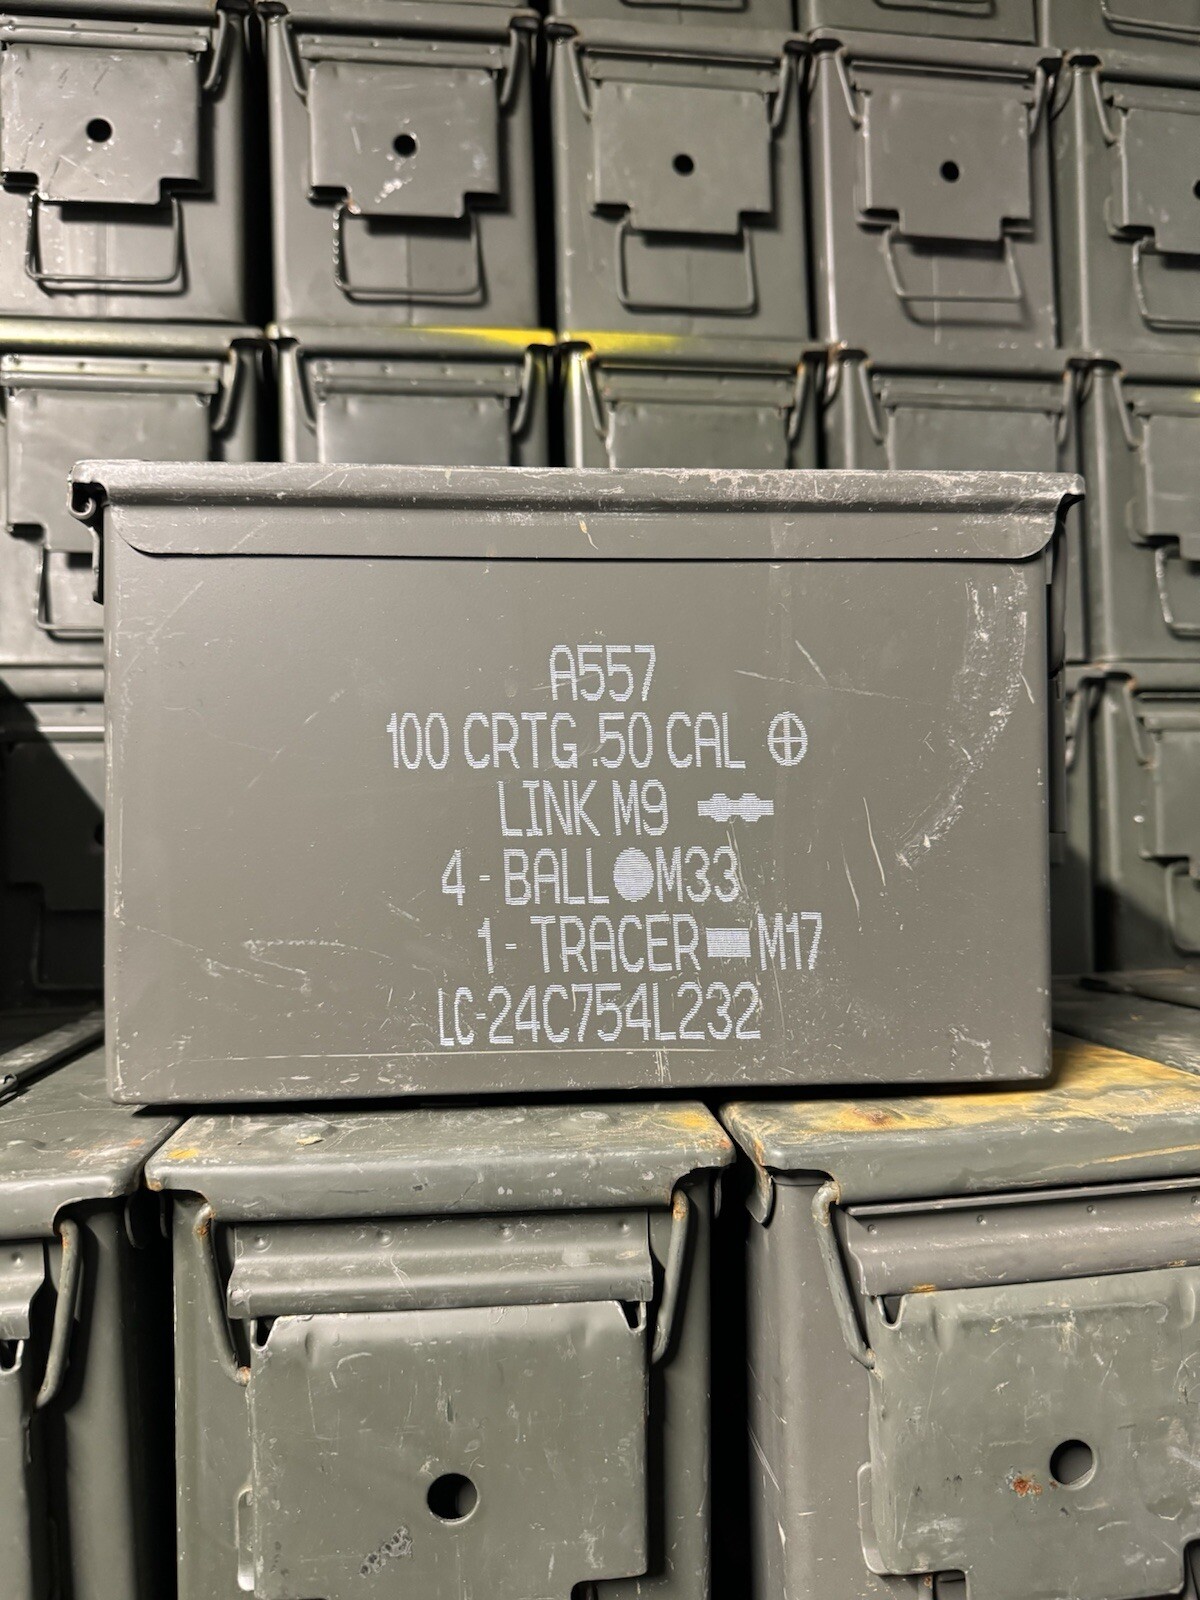 A557
100 CRTG .50 CAL ⊕
LINK M9
4 - BALL ● M33
1 - TRACER ▬ M17
LC-24C754L232